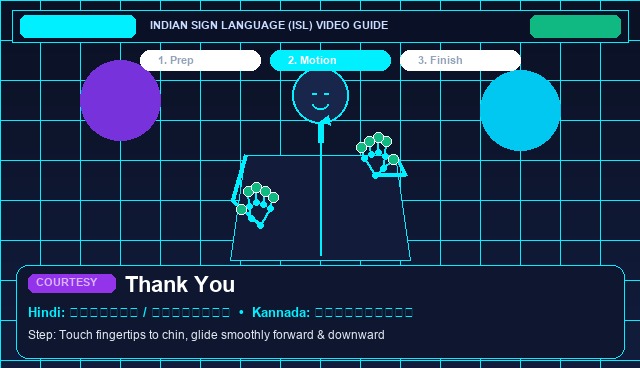 INDIAN SIGN LANGUAGE (ISL) VIDEO GUIDE
1. Prep
2. Motion
3. Finish
COURTESY
Thank You
Hindi: / • Kannada:
Step: Touch fingertips to chin, glide smoothly forward & downward